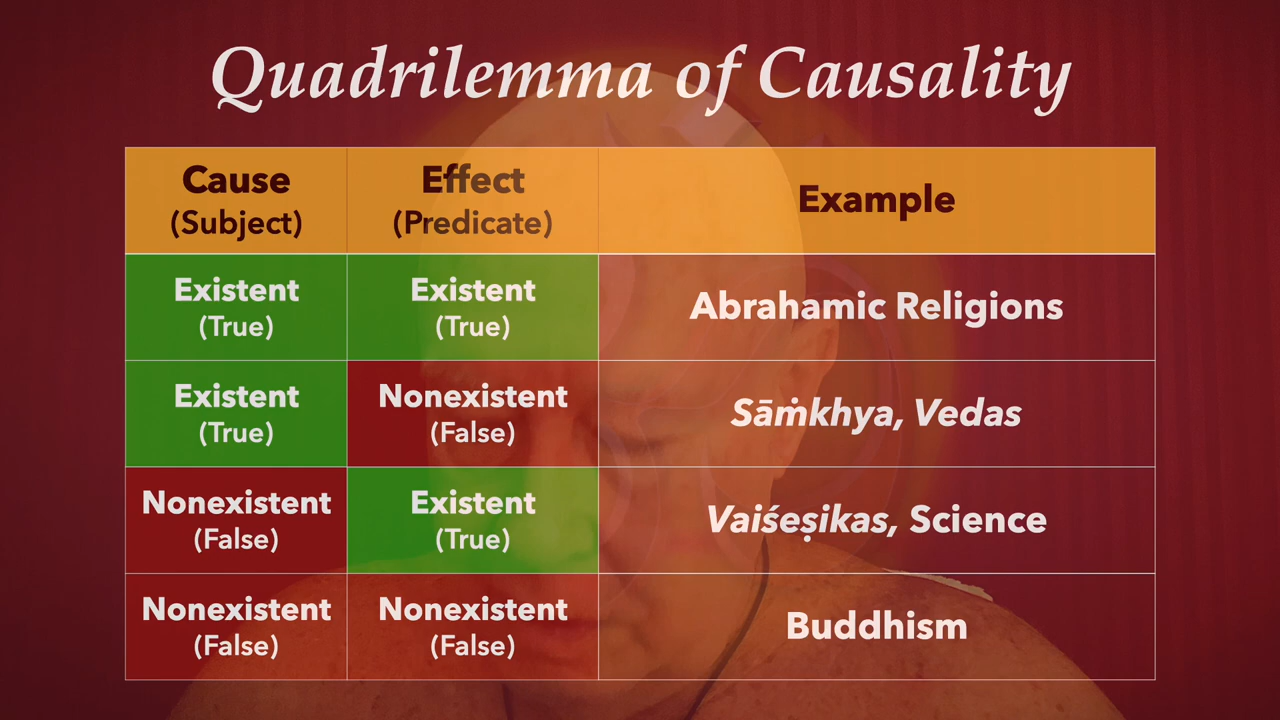 Quadrilemma of Causality
Cause
(Subject)
Effect
(Predicate)
Example
Existent
(True)
Existent
(True)
Abrahamic Religions
Existent
(True)
Nonexistent
(False)
Sāṁkhya, Vedas
Nonexistent
(False)
Existent
(True)
Vaiśeṣikas, Science
Nonexistent
(False)
Nonexistent
(False)
Buddhism